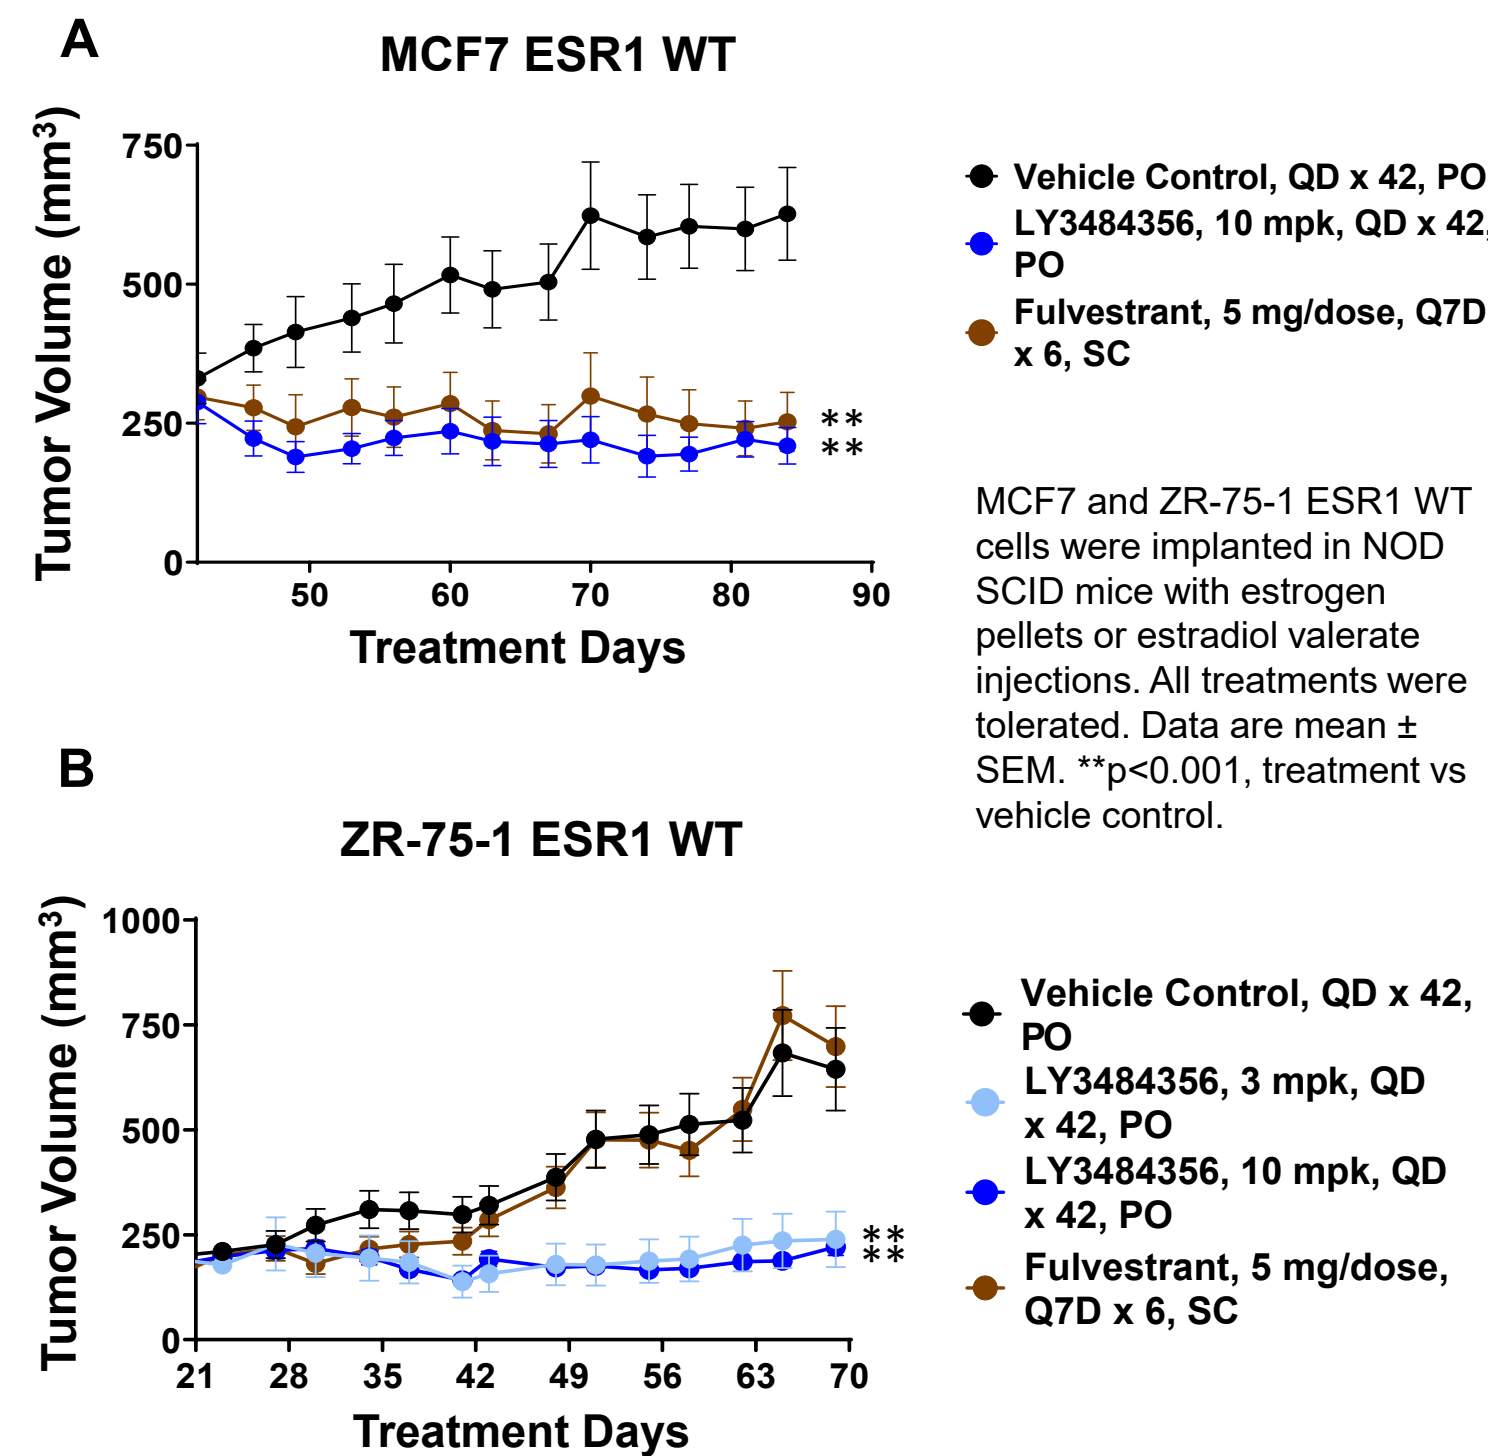 A
MCF7 ESR1 WT
Tumor Volume (mm³)
750
500
250
0
50 60 70 80 90
Treatment Days
**
**
Vehicle Control, QD x 42, PO
LY3484356, 10 mpk, QD x 42,
PO
Fulvestrant, 5 mg/dose, Q7D
x 6, SC
MCF7 and ZR-75-1 ESR1 WT
cells were implanted in NOD
SCID mice with estrogen
pellets or estradiol valerate
injections. All treatments were
tolerated. Data are mean ±
SEM. **p<0.001, treatment vs
vehicle control.
B
ZR-75-1 ESR1 WT
Tumor Volume (mm³)
1000
750
500
250
0
21 28 35 42 49 56 63 70
Treatment Days
**
**
Vehicle Control, QD x 42,
PO
LY3484356, 3 mpk, QD
x 42, PO
LY3484356, 10 mpk, QD
x 42, PO
Fulvestrant, 5 mg/dose,
Q7D x 6, SC